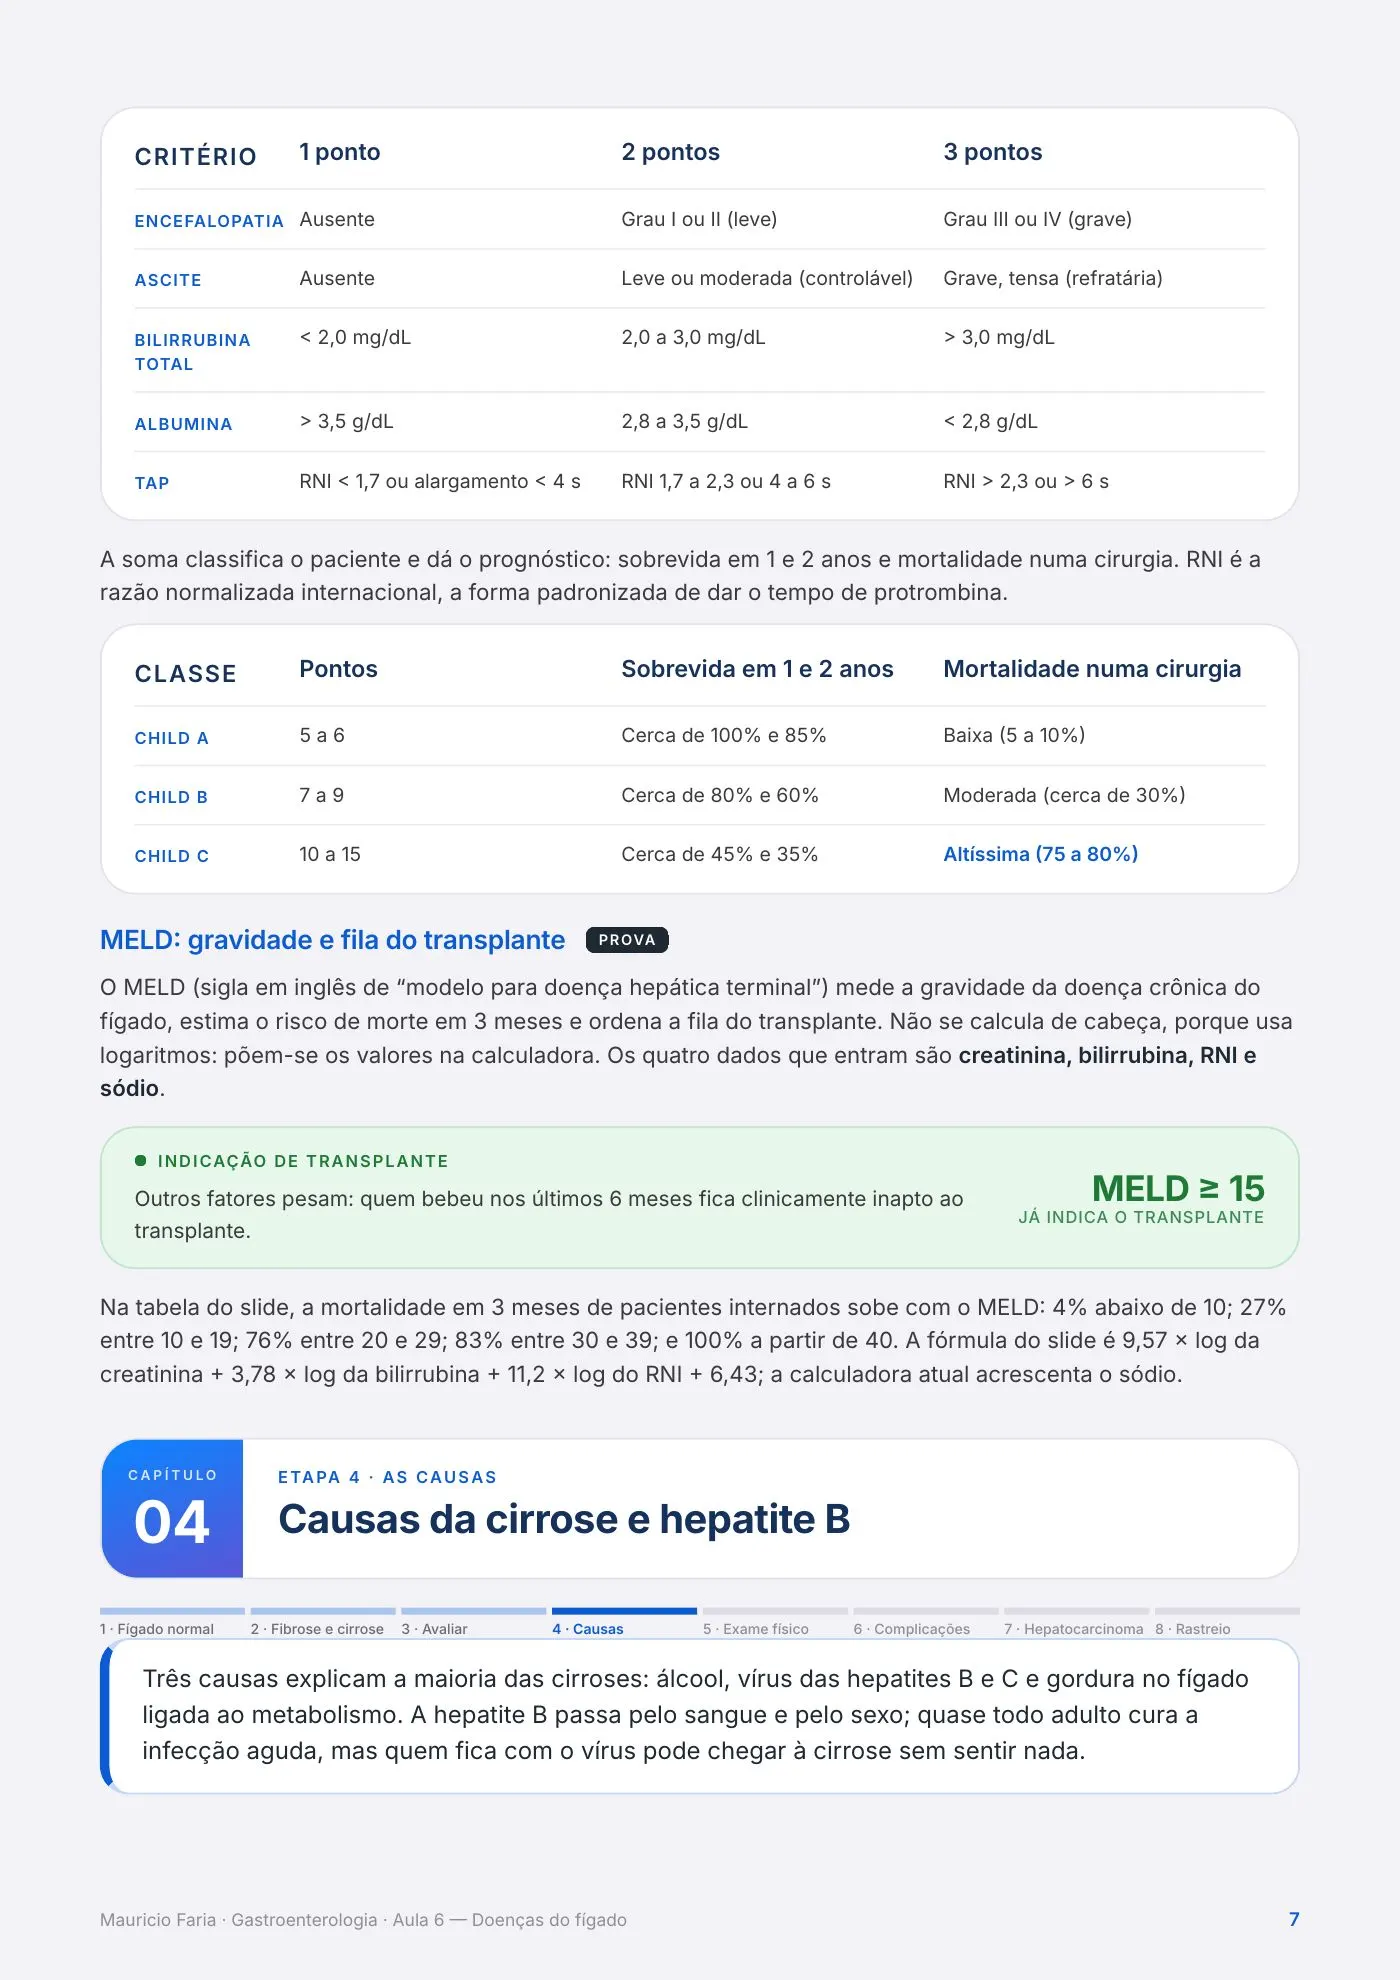 CRITÉRIO 1 ponto 2 pontos 3 pontos
ENCEFALOPATIA Ausente Grau I ou II (leve) Grau III ou IV (grave)
ASCITE Ausente Leve ou moderada (controlável) Grave, tensa (refratária)
BILIRRUBINA TOTAL < 2,0 mg/dL 2,0 a 3,0 mg/dL > 3,0 mg/dL
ALBUMINA > 3,5 g/dL 2,8 a 3,5 g/dL < 2,8 g/dL
TAP RNI < 1,7 ou alargamento < 4 s RNI 1,7 a 2,3 ou 4 a 6 s RNI > 2,3 ou > 6 s
A soma classifica o paciente e dá o prognóstico: sobrevida em 1 e 2 anos e mortalidade numa cirurgia. RNI é a
razão normalizada internacional, a forma padronizada de dar o tempo de protrombina.
CLASSE Pontos Sobrevida em 1 e 2 anos Mortalidade numa cirurgia
CHILD A 5 a 6 Cerca de 100% e 85% Baixa (5 a 10%)
CHILD B 7 a 9 Cerca de 80% e 60% Moderada (cerca de 30%)
CHILD C 10 a 15 Cerca de 45% e 35% Altíssima (75 a 80%)
MELD: gravidade e fila do transplante PROVA
O MELD (sigla em inglês de “modelo para doença hepática terminal”) mede a gravidade da doença crônica do
fígado, estima o risco de morte em 3 meses e ordena a fila do transplante. Não se calcula de cabeça, porque usa
logaritmos: põem-se os valores na calculadora. Os quatro dados que entram são creatinina, bilirrubina, RNI e
sódio.
INDICAÇÃO DE TRANSPLANTE
Outros fatores pesam: quem bebeu nos últimos 6 meses fica clinicamente inapto ao
transplante.
MELD ≥ 15
JÁ INDICA O TRANSPLANTE
Na tabela do slide, a mortalidade em 3 meses de pacientes internados sobe com o MELD: 4% abaixo de 10; 27%
entre 10 e 19; 76% entre 20 e 29; 83% entre 30 e 39; e 100% a partir de 40. A fórmula do slide é 9,57 × log da
creatinina + 3,78 × log da bilirrubina + 11,2 × log do RNI + 6,43; a calculadora atual acrescenta o sódio.
CAPÍTULO
04
ETAPA 4 · AS CAUSAS
Causas da cirrose e hepatite B
1 · Fígado normal 2 · Fibrose e cirrose 3 · Avaliar 4 · Causas 5 · Exame físico 6 · Complicações 7 · Hepatocarcinoma 8 · Rastreio
Três causas explicam a maioria das cirroses: álcool, vírus das hepatites B e C e gordura no fígado
ligada ao metabolismo. A hepatite B passa pelo sangue e pelo sexo; quase todo adulto cura a
infecção aguda, mas quem fica com o vírus pode chegar à cirrose sem sentir nada.
Mauricio Faria · Gastroenterologia · Aula 6 — Doenças do fígado 7